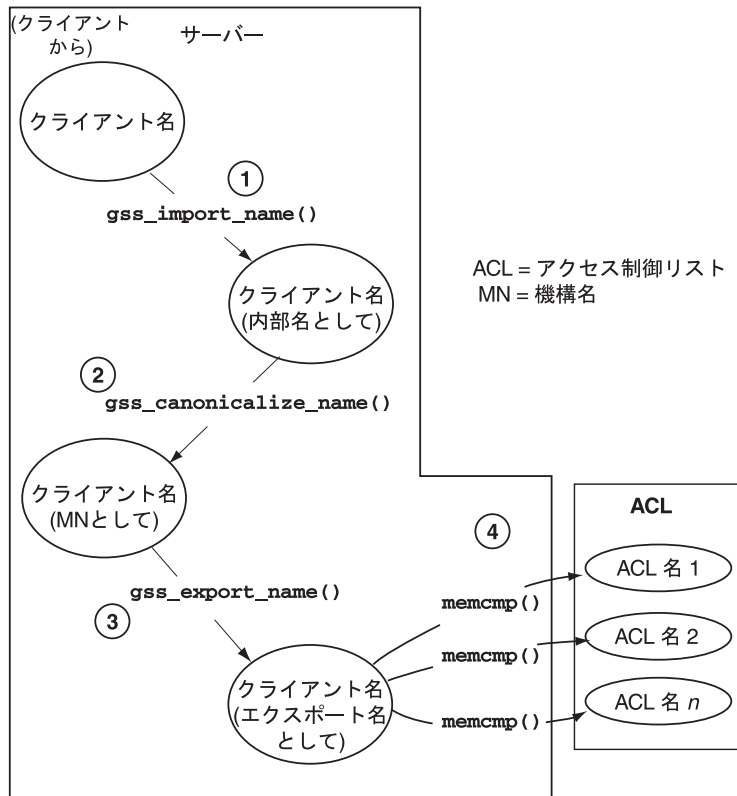 (クライアント
から)
サーバー
クライアント名
1
gss_import_name()
クライアント名
(内部名として)
ACL = アクセス制御リスト
MN = 機構名
2
gss_canonicalize_name()
クライアント名
(MNとして)
3
gss_export_name()
クライアント名
(エクスポート名
として)
4
memcmp()
memcmp()
memcmp()
ACL
ACL 名 1
ACL 名 2
ACL 名 n